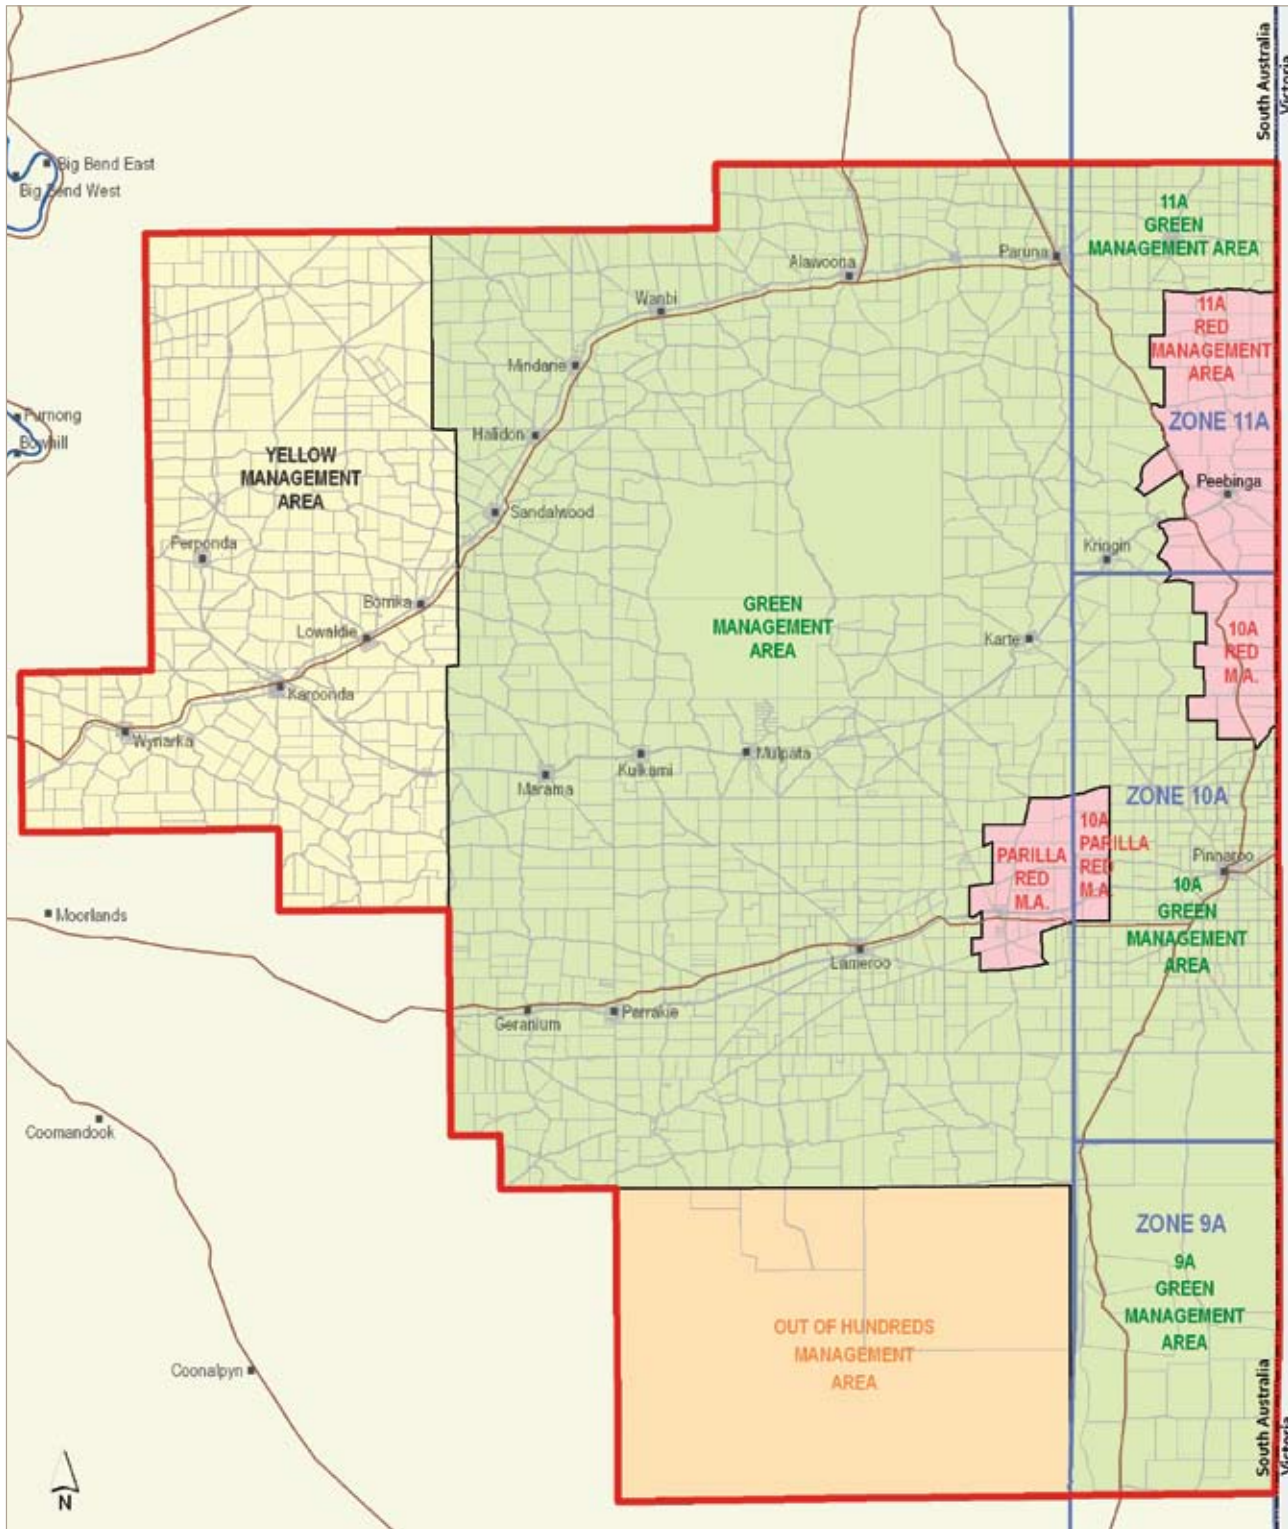 South Australia
Victoria
Big Bend East
Big Bend West
11A
GREEN
MANAGEMENT AREA
Paruna
Alawoona
Wanbi
11A
RED
MANAGEMENT
AREA
Mindarie
Purnong
Bowhill
Halidon
ZONE 11A
YELLOW
MANAGEMENT
AREA
Peebinga
Sandalwood
Perponda
Kringin
Borrika
GREEN
MANAGEMENT
AREA
Lowaldie
Karte
10A
RED
M.A.
Karoonda
Wynarka
Kulkami
Mulpata
Marama
ZONE 10A
10A
PARILLA
RED
M.A.
PARILLA
RED
M.A.
Pinnaroo
10A
GREEN
MANAGEMENT
AREA
Moorlands
Lameroo
Geranium
Parrakie
Coomandook
ZONE 9A
9A
GREEN
MANAGEMENT
AREA
OUT OF HUNDREDS
MANAGEMENT
AREA
Coonalpyn
South Australia
Victoria
N